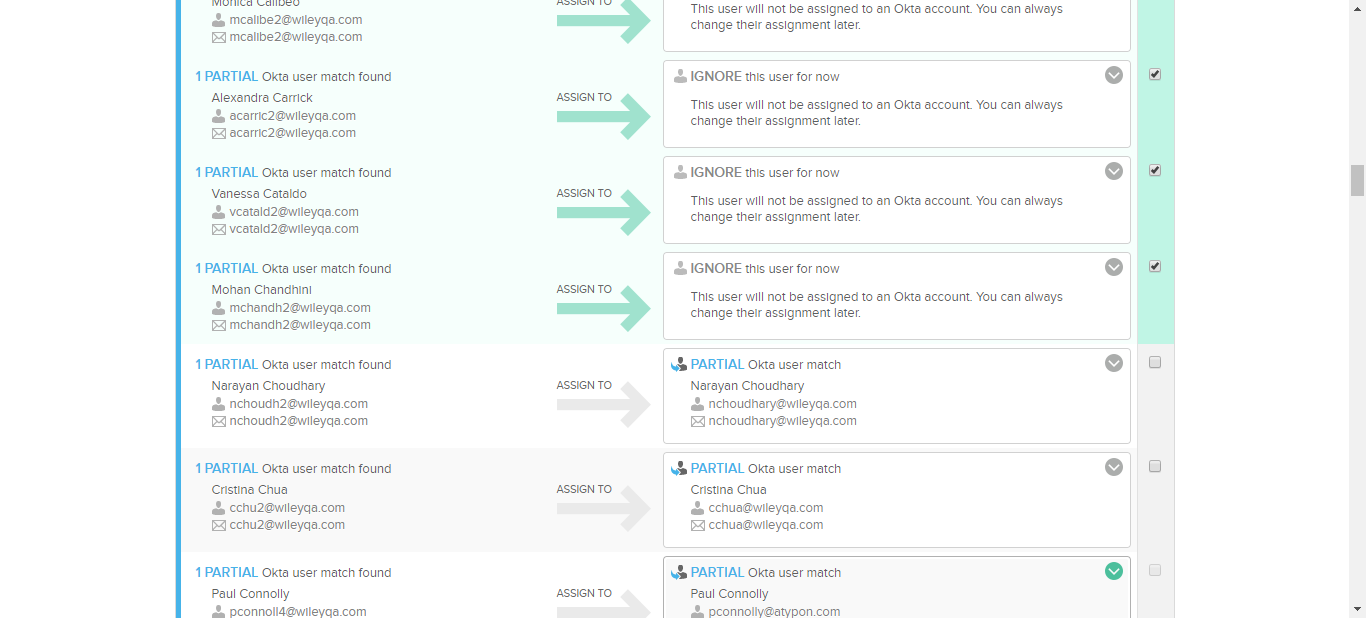 Monica Calibeo
mcalibe2@wileyqa.com
mcalibe2@wileyqa.com
ASSIGN TO
This user will not be assigned to an Okta account. You can always
change their assignment later.
1 PARTIAL Okta user match found
Alexandra Carrick
acarric2@wileyqa.com
acarric2@wileyqa.com
ASSIGN TO
IGNORE this user for now
This user will not be assigned to an Okta account. You can always
change their assignment later.
1 PARTIAL Okta user match found
Vanessa Cataldo
vcatald2@wileyqa.com
vcatald2@wileyqa.com
ASSIGN TO
IGNORE this user for now
This user will not be assigned to an Okta account. You can always
change their assignment later.
1 PARTIAL Okta user match found
Mohan Chandhini
mchandh2@wileyqa.com
mchandh2@wileyqa.com
ASSIGN TO
IGNORE this user for now
This user will not be assigned to an Okta account. You can always
change their assignment later.
1 PARTIAL Okta user match found
Narayan Choudhary
nchoudh2@wileyqa.com
nchoudh2@wileyqa.com
ASSIGN TO
PARTIAL Okta user match
Narayan Choudhary
nchoudhary@wileyqa.com
nchoudhary@wileyqa.com
1 PARTIAL Okta user match found
Cristina Chua
cchu2@wileyqa.com
cchu2@wileyqa.com
ASSIGN TO
PARTIAL Okta user match
Cristina Chua
cchua@wileyqa.com
cchua@wileyqa.com
1 PARTIAL Okta user match found
Paul Connolly
pconnoll4@wileyqa.com
ASSIGN TO
PARTIAL Okta user match
Paul Connolly
pconnolly@atypon.com